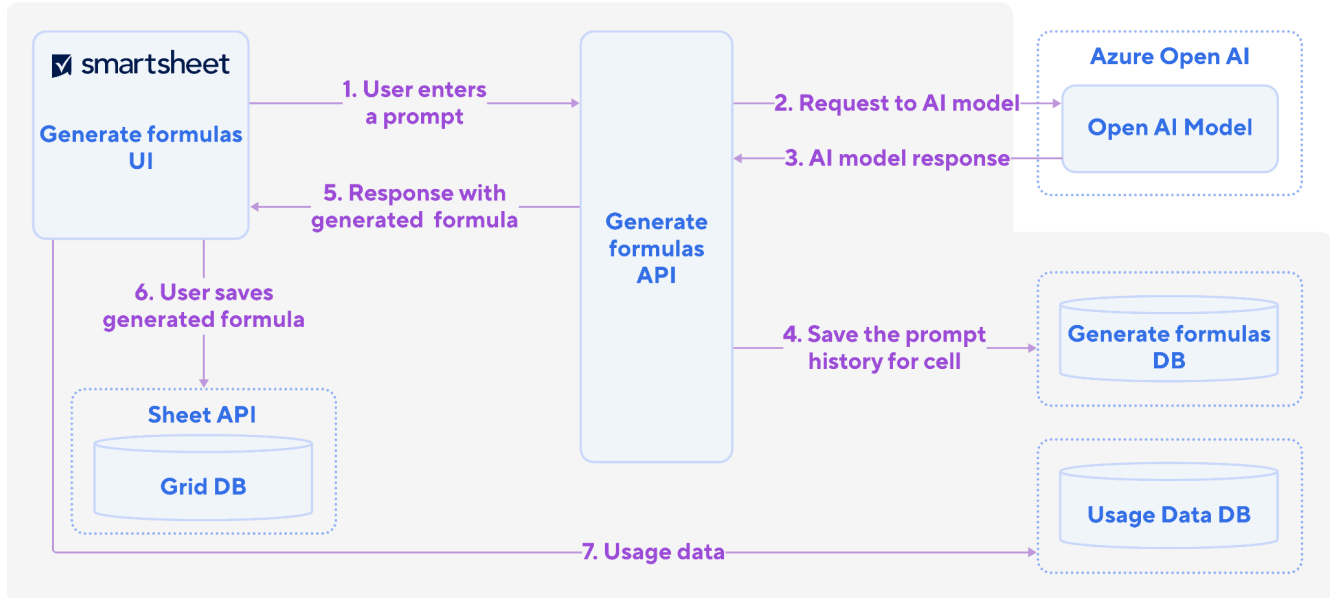 smartsheet
Generate formulas
UI
1. User enters
a prompt
2. Request to AI model
3. AI model response
Azure Open AI
Open AI Model
5. Response with
generated formula
Generate
formulas
API
6. User saves
generated formula
4. Save the prompt
history for cell
Generate formulas
DB
Sheet API
Grid DB
Usage Data DB
7. Usage data